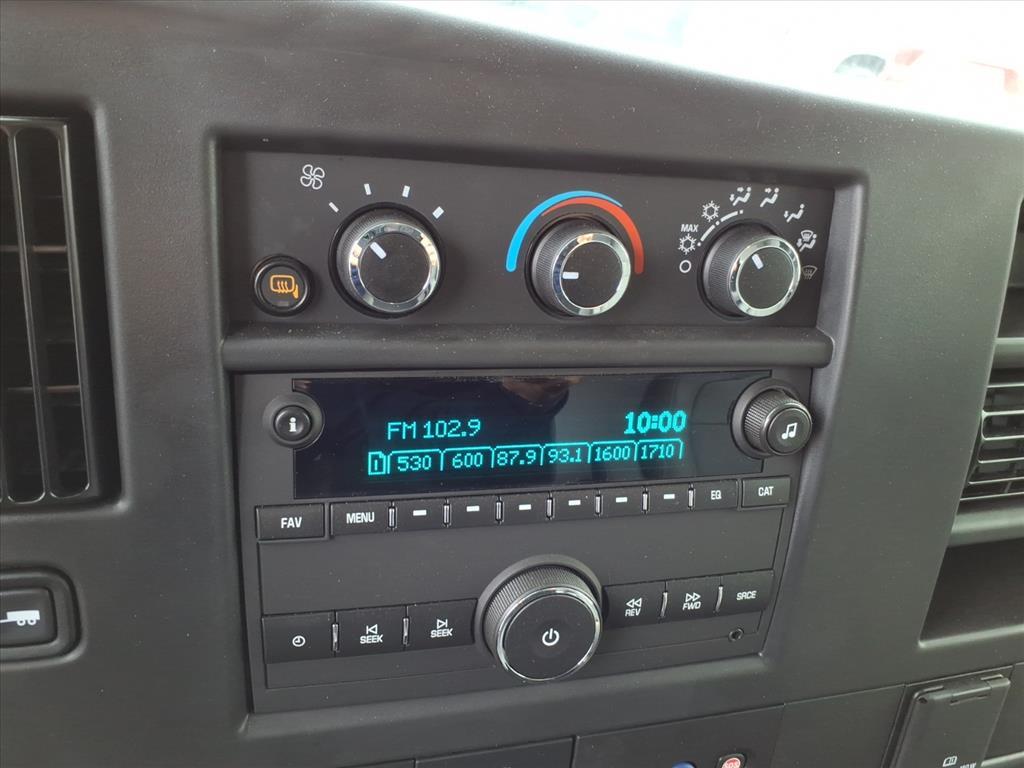 MAX
i
FM 102.9 10:00
1 530 600 87.9 93.1 1600 1710
FAV MENU EQ CAT
SEEK SEEK REV FWD SRCE